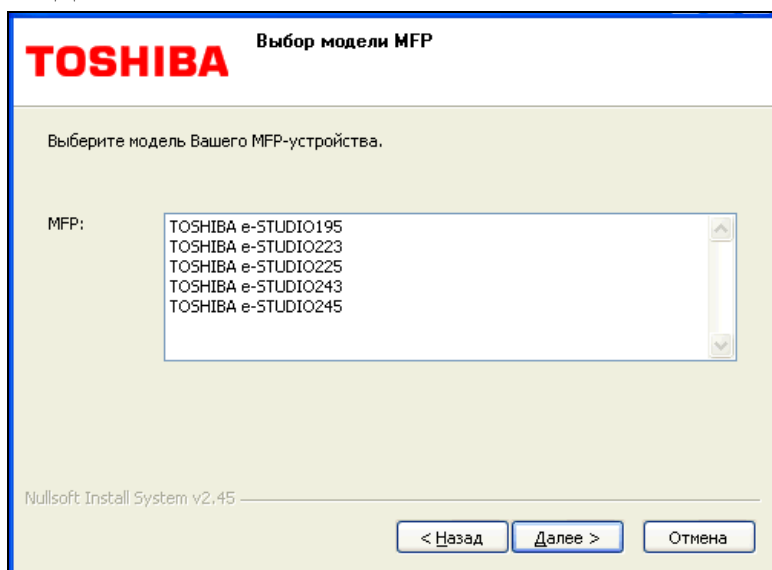 TOSHIBA
Выбор модели MFP
Выберите модель Вашего MFP-устройства.
MFP:
TOSHIBA e-STUDIO195
TOSHIBA e-STUDIO223
TOSHIBA e-STUDIO225
TOSHIBA e-STUDIO243
TOSHIBA e-STUDIO245
Nullsoft Install System v2.45
< Назад
Далее >
Отмена